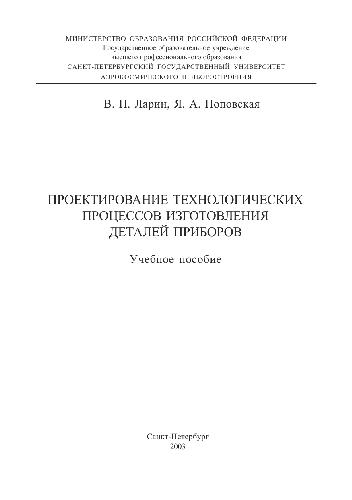 МИНИСТЕРСТВО ОБРАЗОВАНИЯ РОССИЙСКОЙ ФЕДЕРАЦИИ
Государственное образовательное учреждение
высшего профессионального образования
САНКТ-ПЕТЕРБУРГСКИЙ ГОСУДАРСТВЕННЫЙ УНИВЕРСИТЕТ
АЭРОКОСМИЧЕСКОГО ПРИБОРОСТРОЕНИЯ
В. П. Ларин, Я. А. Поповская
ПРОЕКТИРОВАНИЕ ТЕХНОЛОГИЧЕСКИХ
ПРОЦЕССОВ ИЗГОТОВЛЕНИЯ
ДЕТАЛЕЙ ПРИБОРОВ
Учебное пособие
Санкт-Петербург
2003